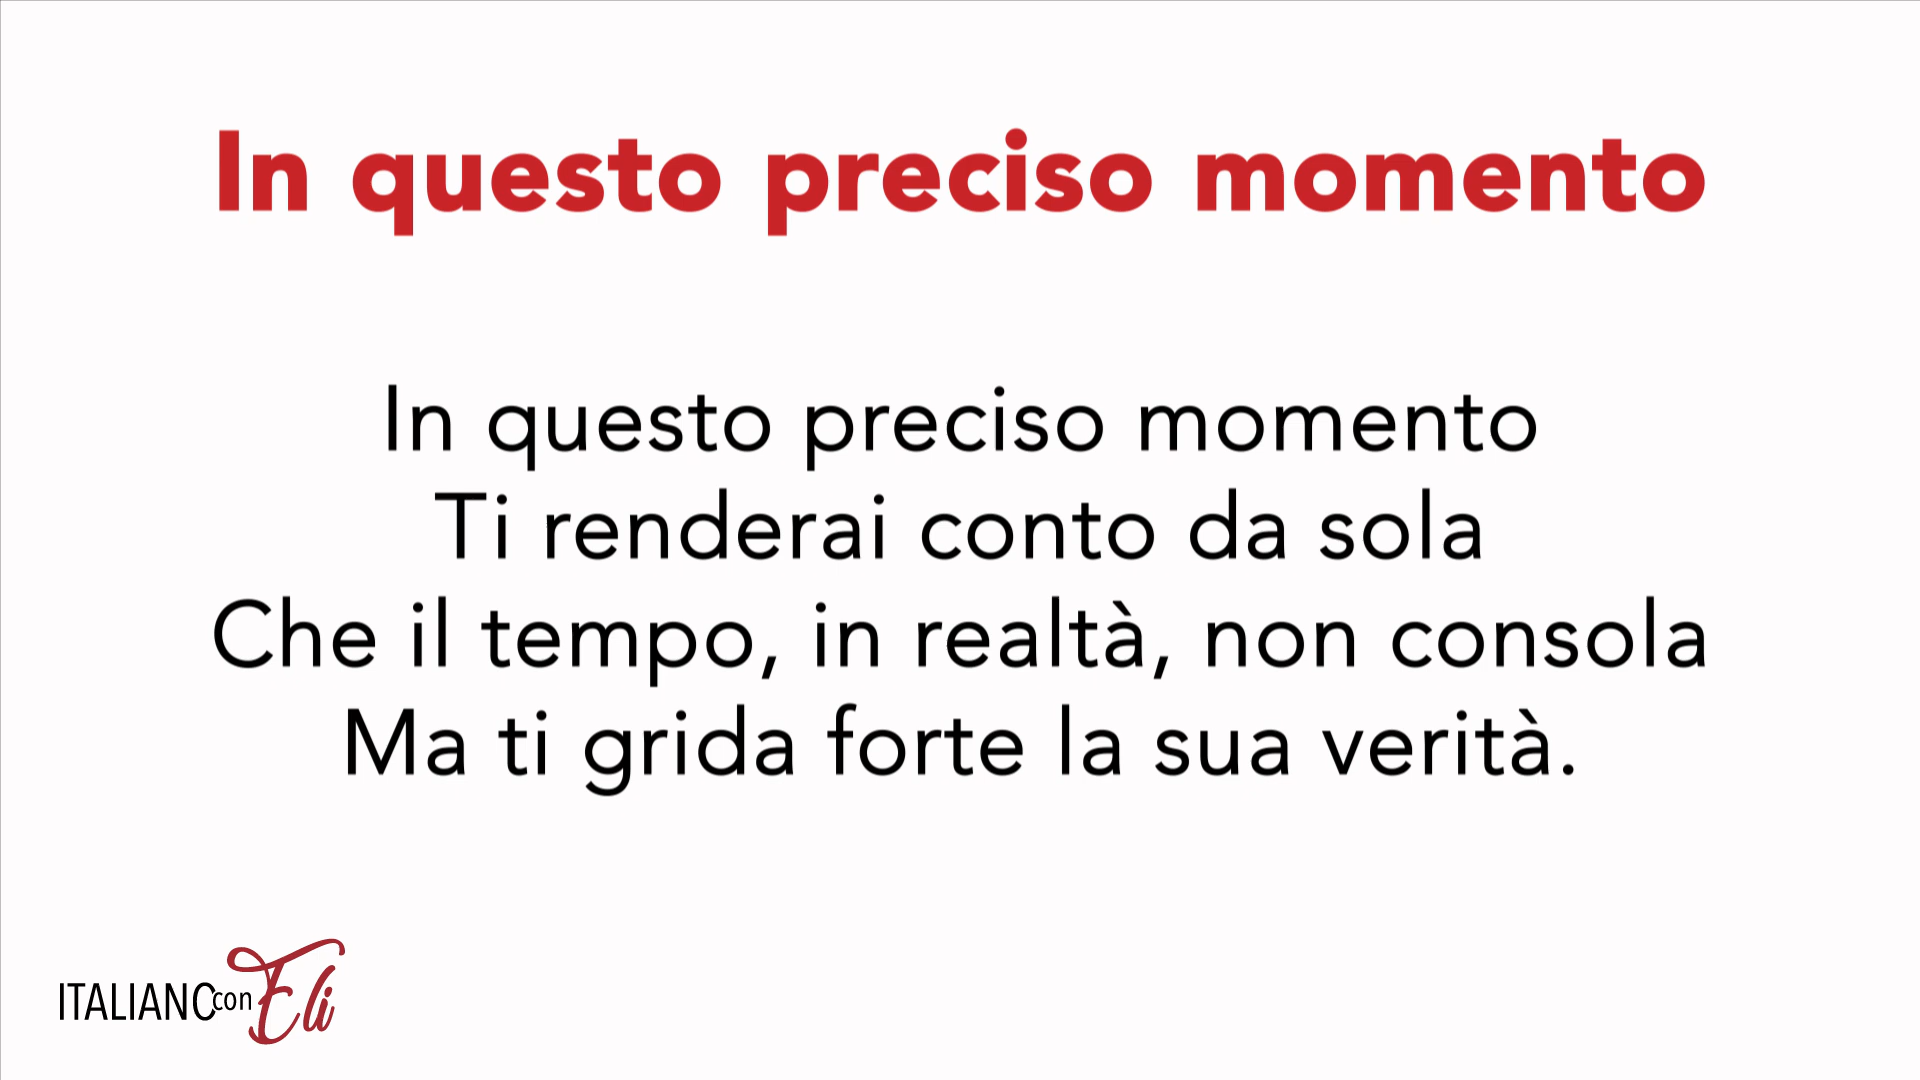 In questo preciso momento
In questo preciso momento
Ti renderai conto da sola
Che il tempo, in realtà, non consola
Ma ti grida forte la sua verità.
ITALIANO con Eli